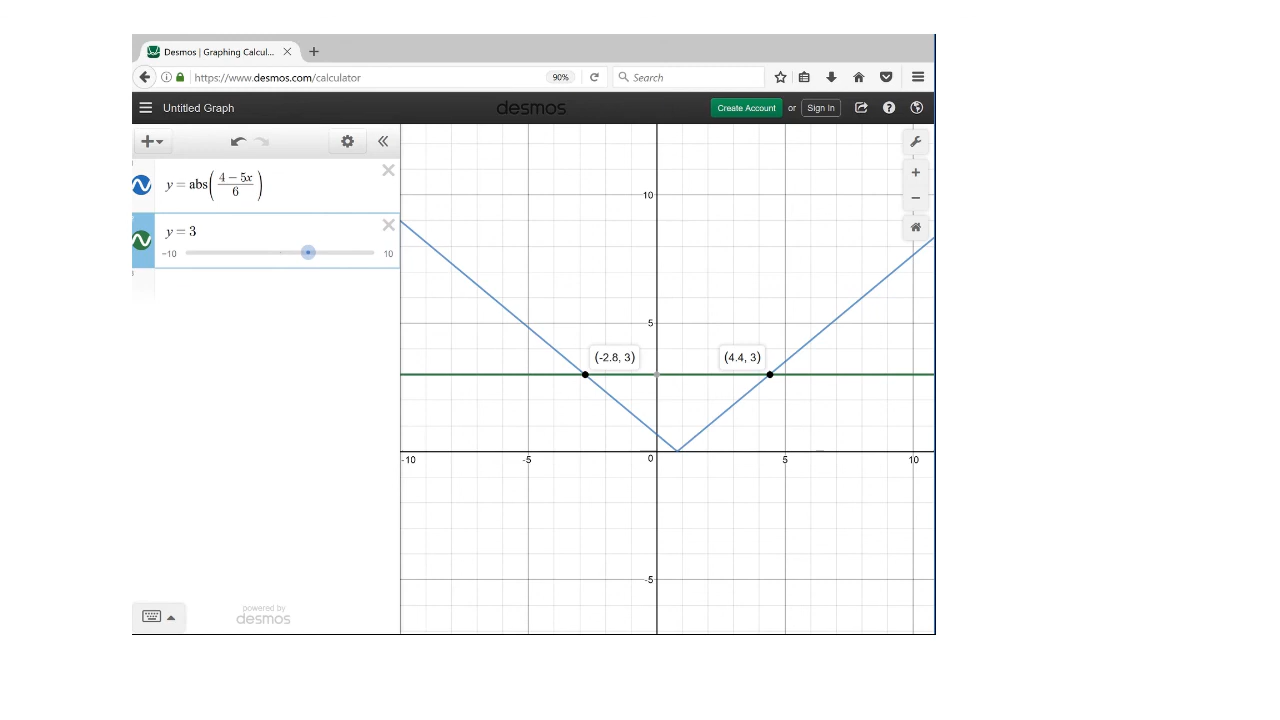 Desmos | Graphing Calcul...
https://www.desmos.com/calculator
90%
Search
Untitled Graph
desmos
Create Account
or
Sign In
y = abs(
4 − 5x
6
)
y = 3
−10
10
10
5
(-2.8, 3)
(4.4, 3)
-10
-5
0
5
10
-5
powered by
desmos